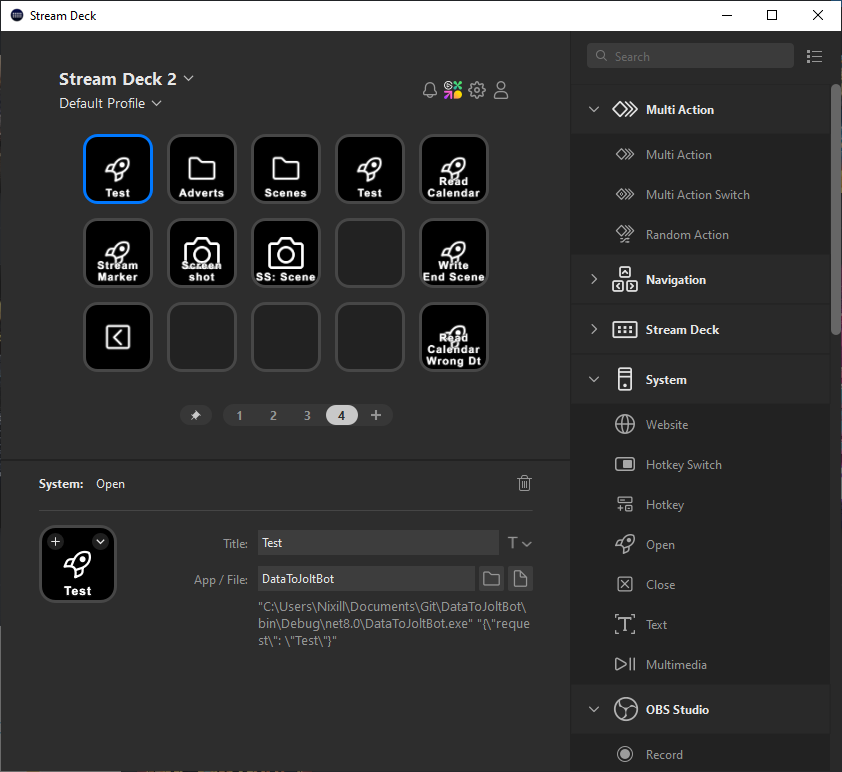 Stream Deck
Stream Deck 2
Default Profile
Test
Adverts
Scenes
Test
Read
Calendar
Stream
Marker
Screen
shot
SS: Scene
Write
End Scene
Read
Calendar
Wrong Dt
1 2 3 4 +
System: Open
Test
Title: Test
T
App / File: DataToJoltBot
"C:\Users\Nixill\Documents\Git\DataToJoltBot\
bin\Debug\net8.0\DataToJoltBot.exe" "{\"reque
st\": \"Test\"}"
Search
Multi Action
Multi Action
Multi Action Switch
Random Action
Navigation
Stream Deck
System
Website
Hotkey Switch
Hotkey
Open
Close
Text
Multimedia
OBS Studio
Record